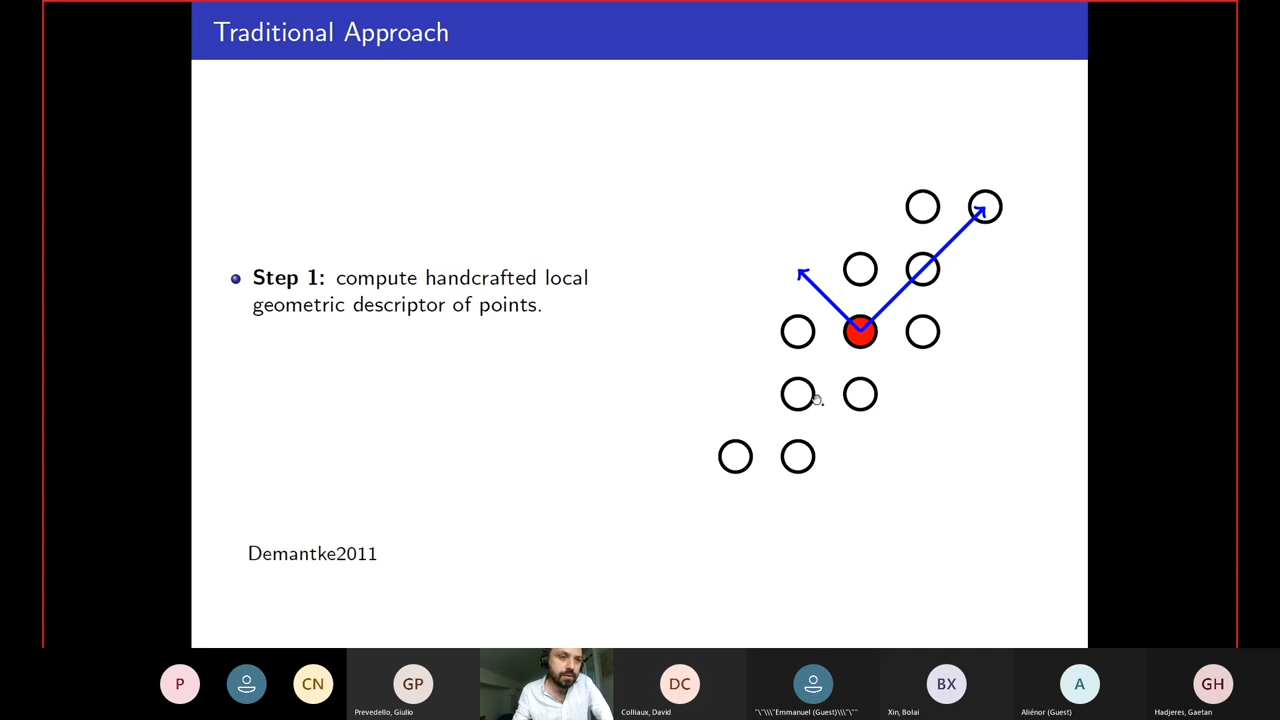 Traditional Approach
Step 1: compute handcrafted local
geometric descriptor of points.
Demantke2011
P
CN
GP
DC
BX
A
GH
Prevedello, Giulio
Colliaux, David
"\"\\\"Emmanuel (Guest)\\\"\""
Xin, Bolai
Aliénor (Guest)
Hadjeres, Gaetan